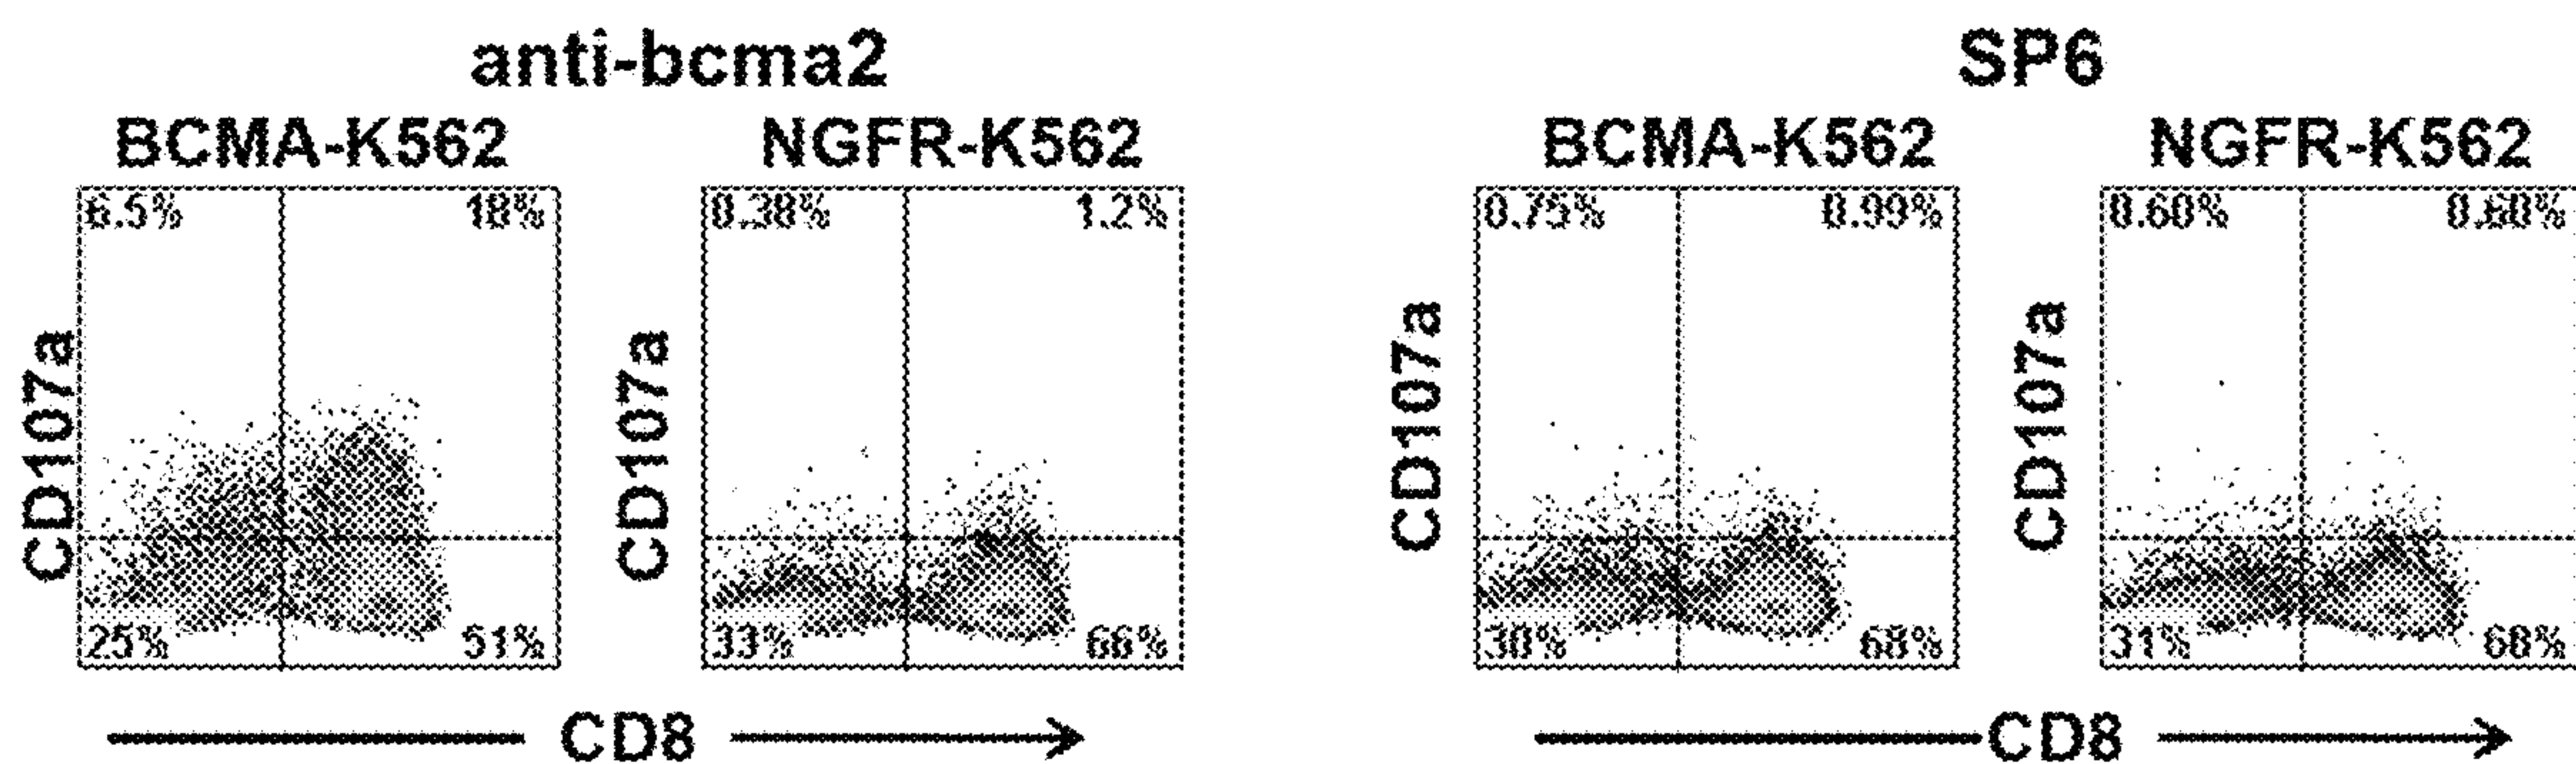 anti-bcma2 SP6
BCMA-K562 NGFR-K562 BCMA-K562 NGFR-K562
6.5% 18% 0.38% 1.2% 0.75% 0.99% 0.60% 0.60%
CD107a CD107a CD107a CD107a
25% 51% 33% 66% 30% 68% 31% 68%
CD8 CD8